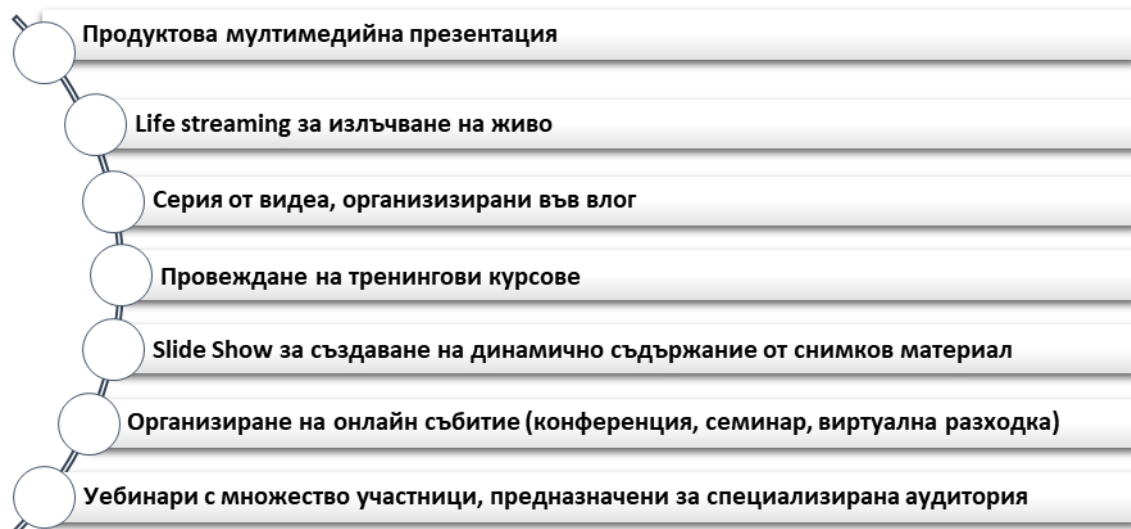 Продуктова мултимедийна презентация
Life streaming за излъчване на живо
Серия от видеа, организизирани във влог
Провеждане на тренингови курсове
Slide Show за създаване на динамично съдържание от снимков материал
Организиране на онлайн събитие (конференция, семинар, виртуална разходка)
Уебинари с множество участници, предназначени за специализирана аудитория